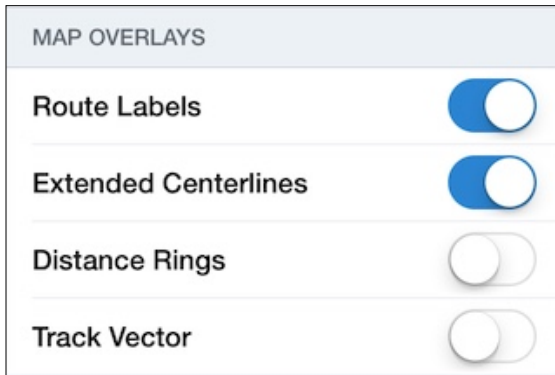 MAP OVERLAYS
Route Labels
Extended Centerlines
Distance Rings
Track Vector